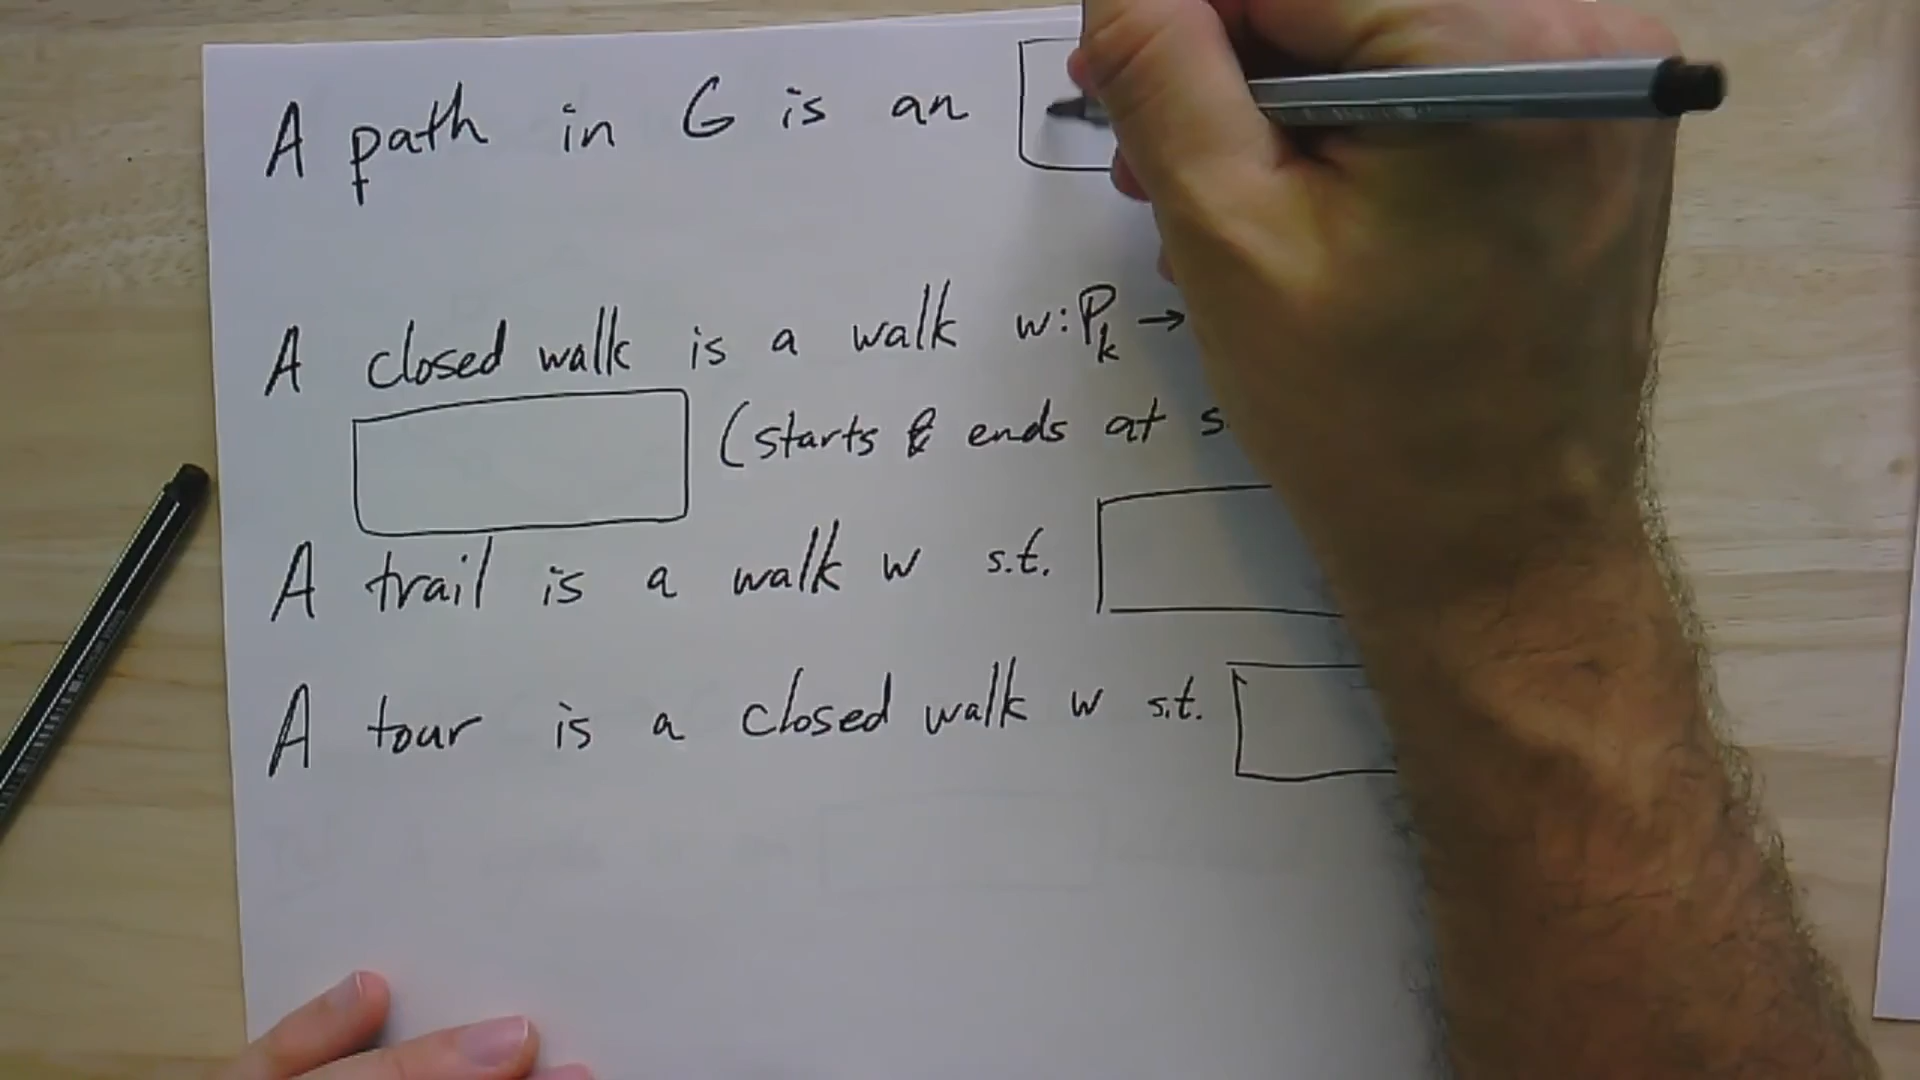 A path in G is an
A closed walk is a walk w: Pₖ →
(starts & ends at s
A trail is a walk w s.t.
A tour is a closed walk w s.t.